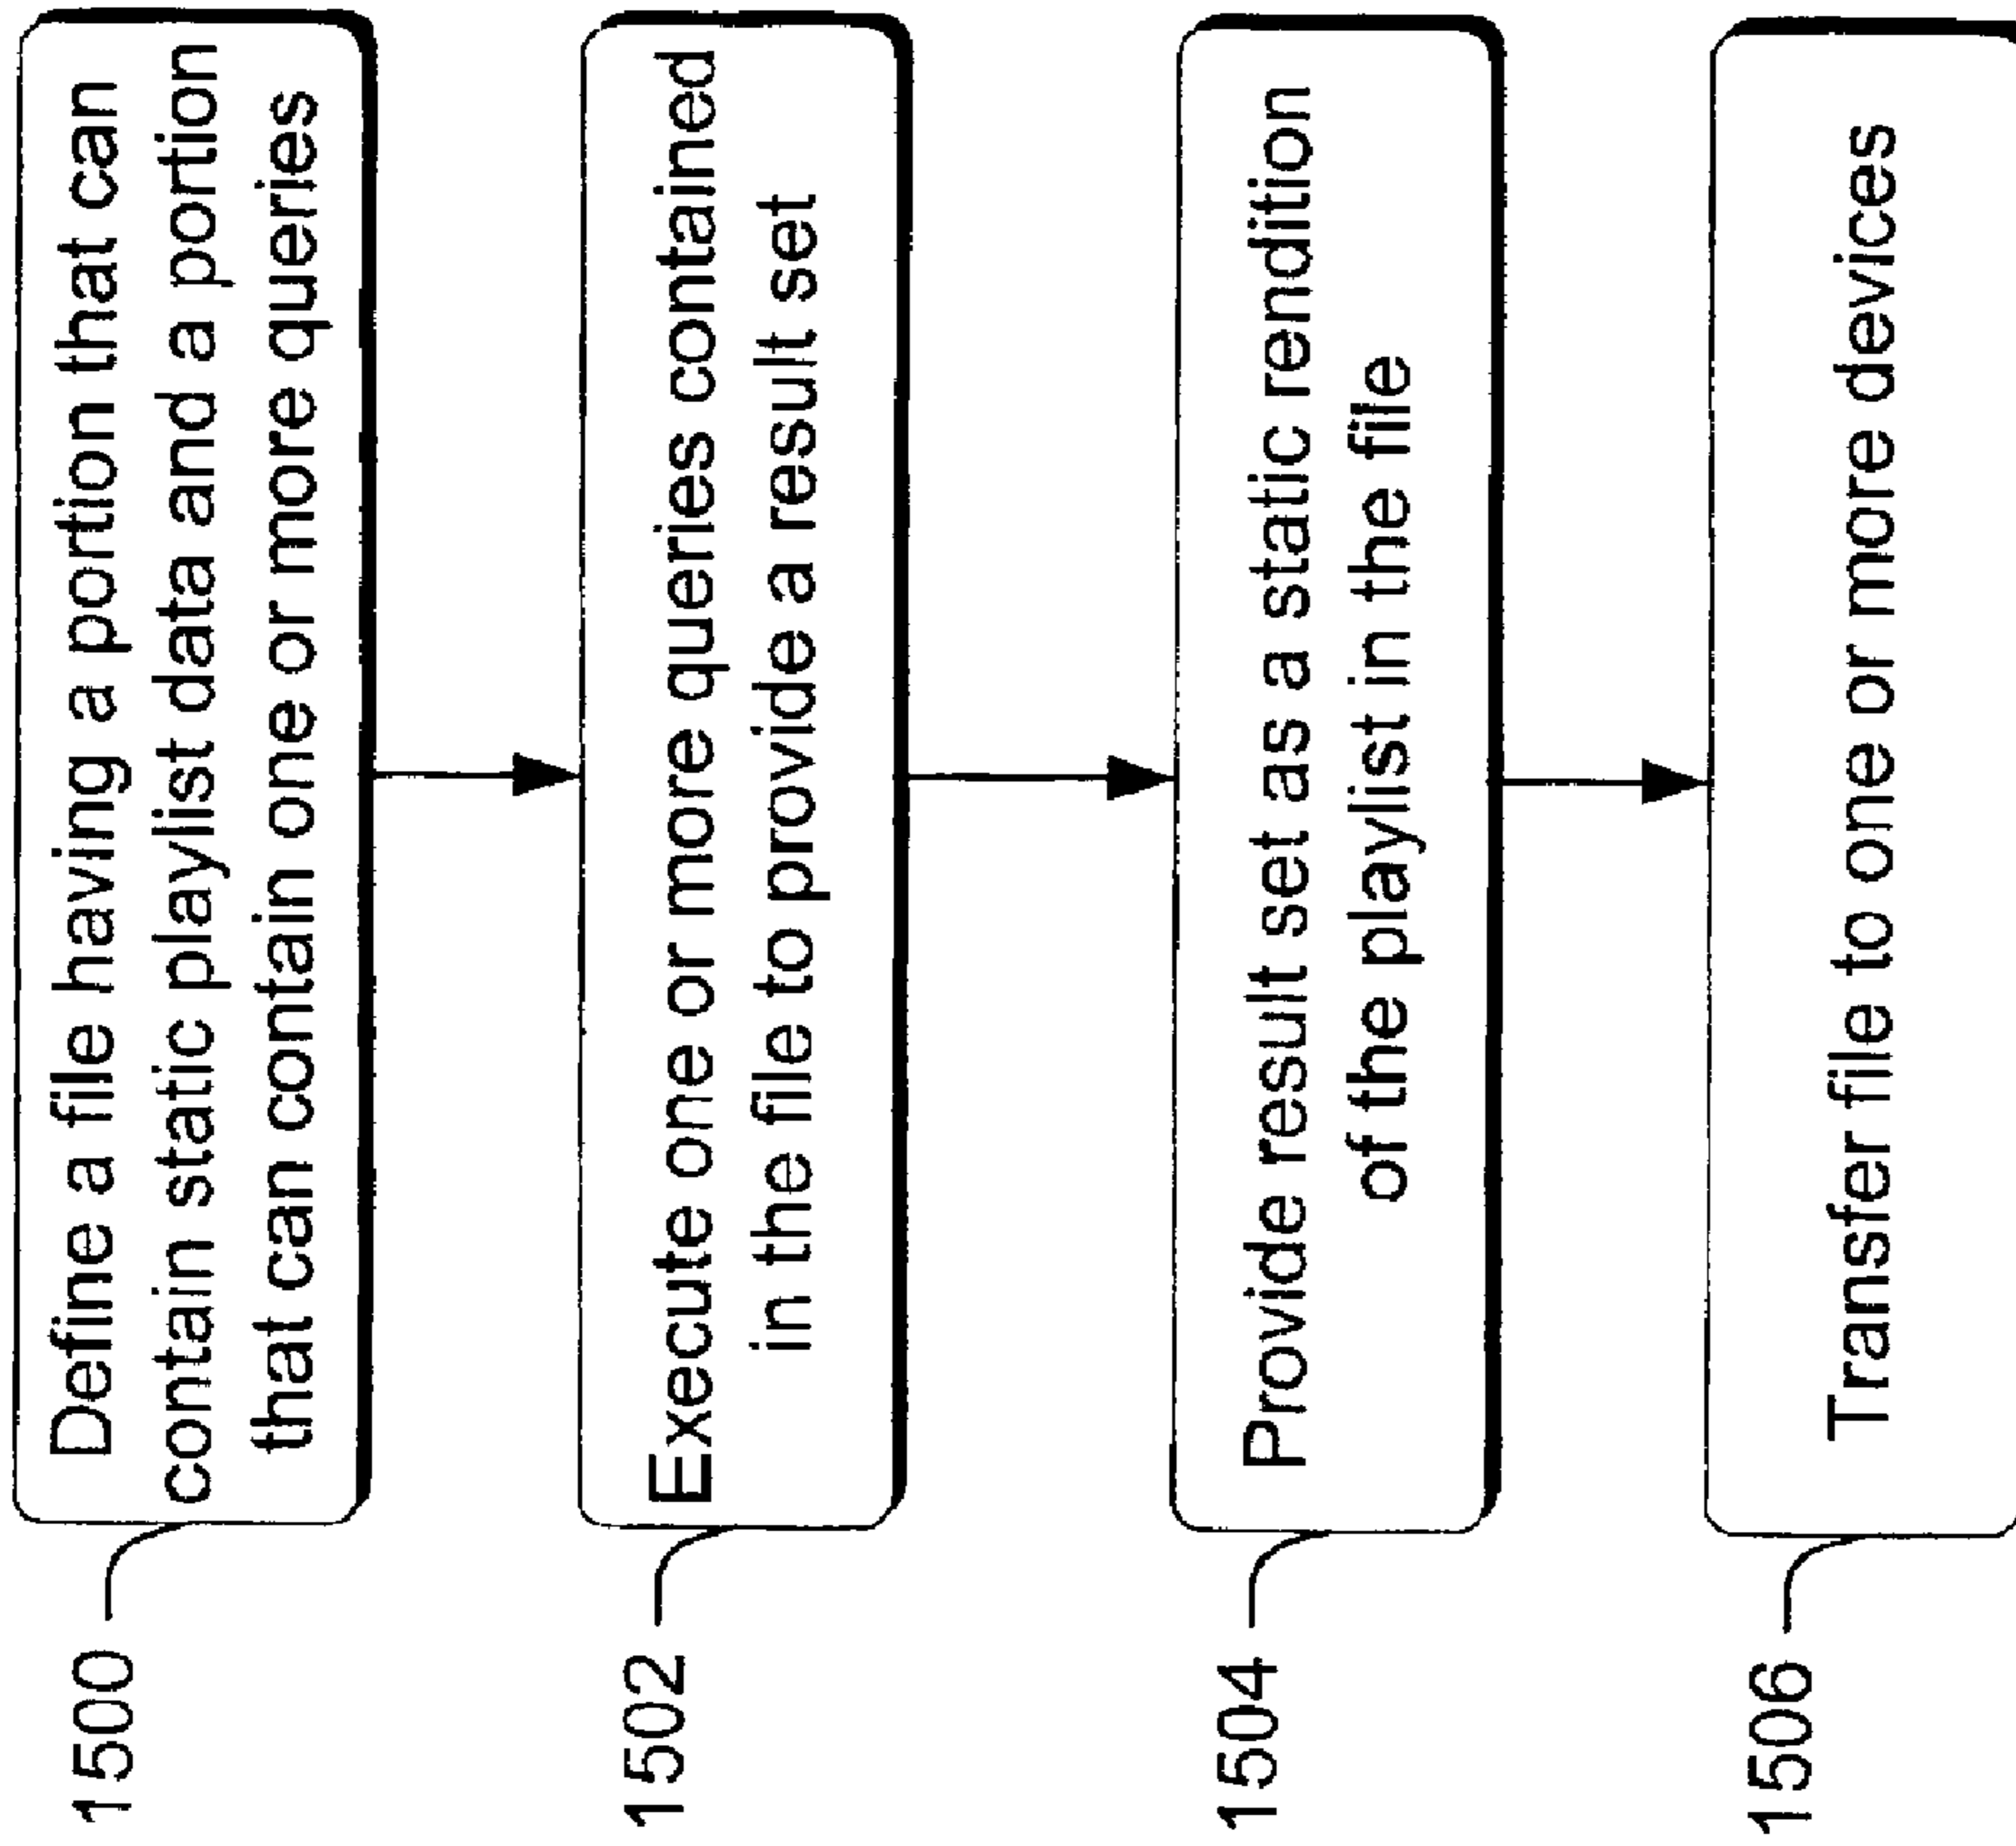 1500
Define a file having a portion that can
contain static playlist data and a portion
that can contain one or more queries
1502
Execute one or more queries contained
in the file to provide a result set
1504
Provide result set as a static rendition
of the playlist in the file
1506
Transfer file to one or more devices